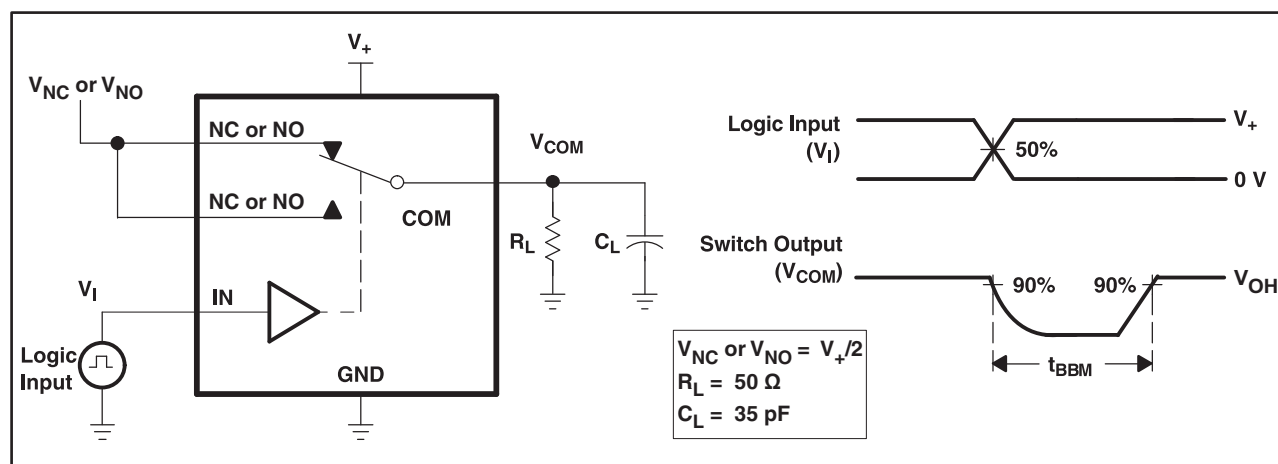 V+
VNC or VNO
NC or NO
VCOM
NC or NO
COM
RL
CL
VI
IN
Logic
Input
GND
VNC or VNO = V+/2
RL = 50 Ω
CL = 35 pF
Logic Input
(VI)
V+
50%
0 V
Switch Output
(VCOM)
90%
90%
VOH
tBBM